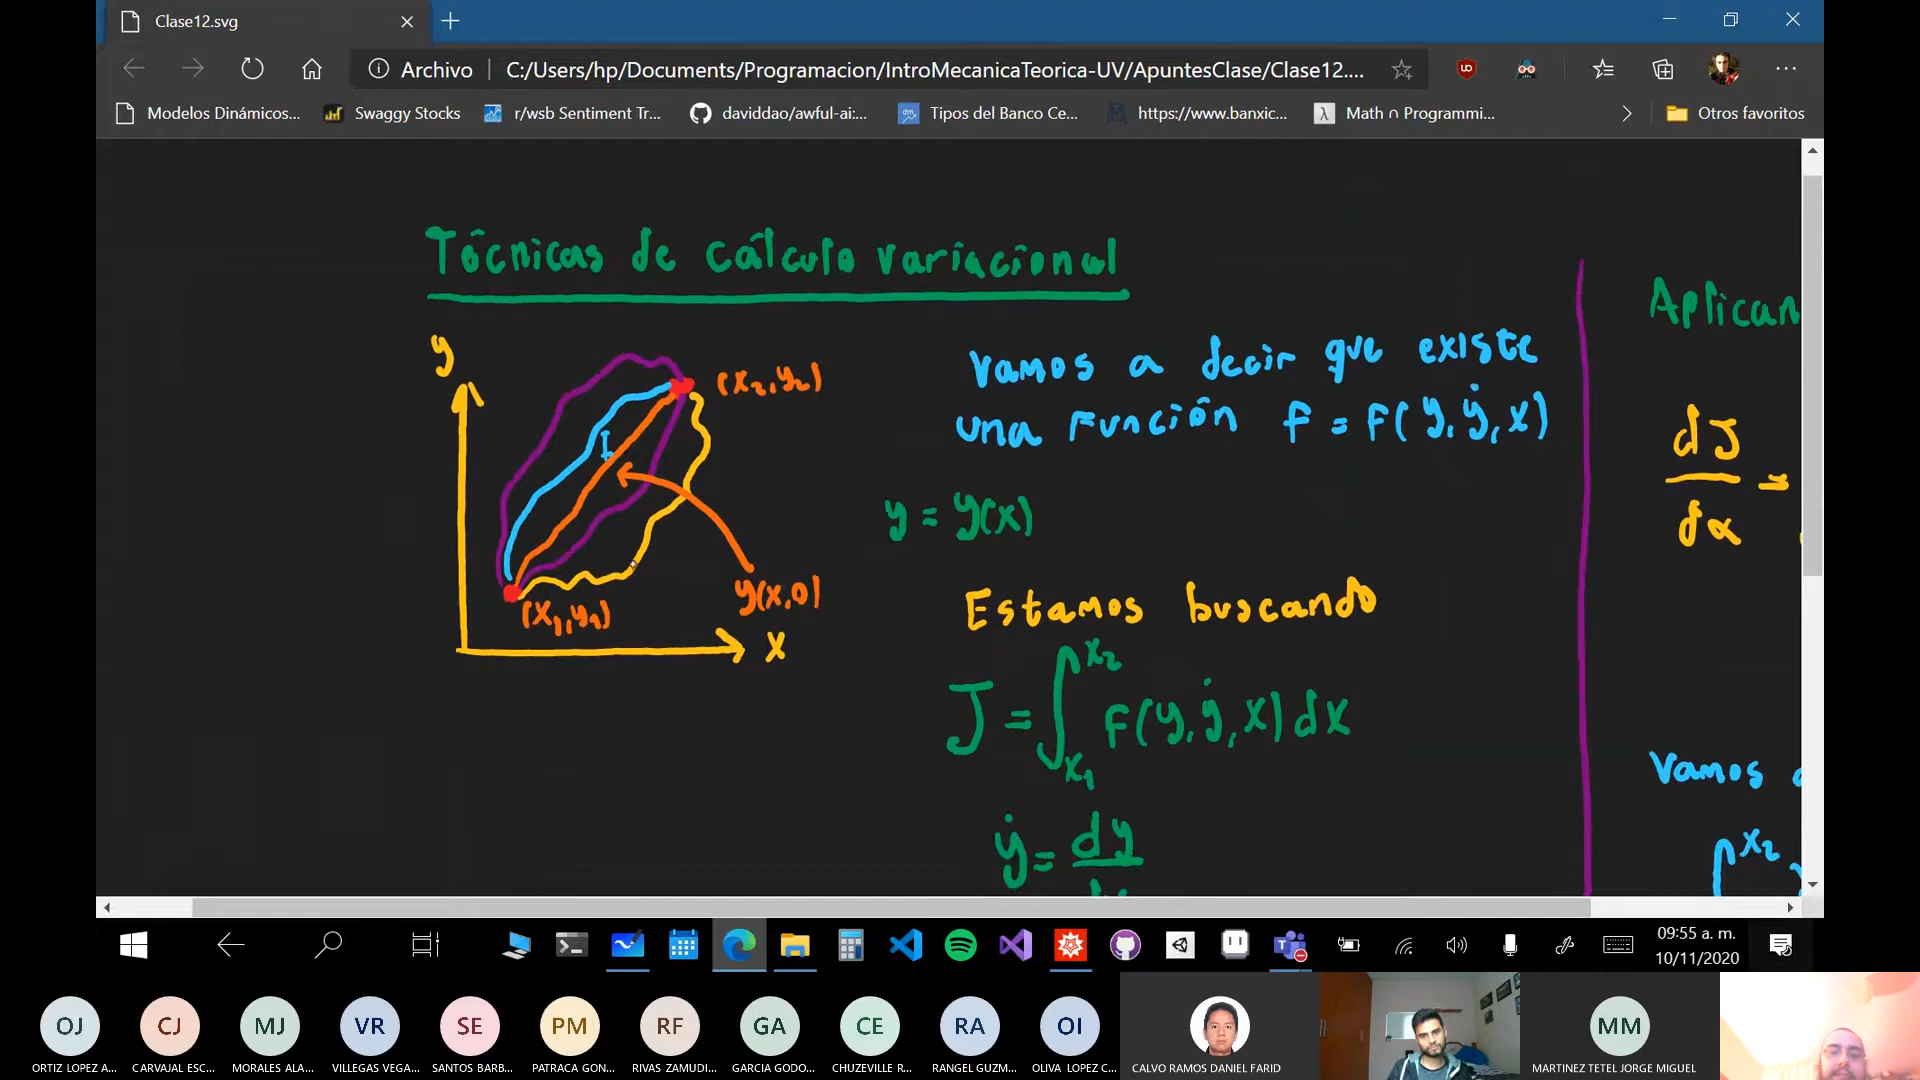 Clase12.svg
Archivo
C:/Users/hp/Documents/Programacion/IntroMecanicaTeorica-UV/ApuntesClase/Clase12....
Modelos Dinámicos...
Swaggy Stocks
r/wsb Sentiment Tr...
daviddao/awful-ai:...
Tipos del Banco Ce...
https://www.banxic...
Math ∩ Programmi...
Otros favoritos
Técnicas de cálculo variacional
y
(x₂,y₂)
(x₁,y₁)
y(x,0)
x
Vamos a decir que existe
una función f = f(y,ẏ,x)
y = y(x)
Estamos buscando
J = ∫ₓ₁ˣ² f(y,ẏ,x) dx
ẏ = dy
Aplican
dJ/dα =
Vamos
∫ x₂
09:55 a. m.
10/11/2020
OJ
CJ
MJ
VR
SE
PM
RF
GA
CE
RA
OI
MM
ORTIZ LOPEZ A...
CARVAJAL ESC...
MORALES ALA...
VILLEGAS VEGA...
SANTOS BARB...
PATRACA GON...
RIVAS ZAMUDI...
GARCIA GODO...
CHUZEVILLE R...
RANGEL GUZM...
OLIVA LOPEZ C...
CALVO RAMOS DANIEL FARID
MARTINEZ TETEL JORGE MIGUEL